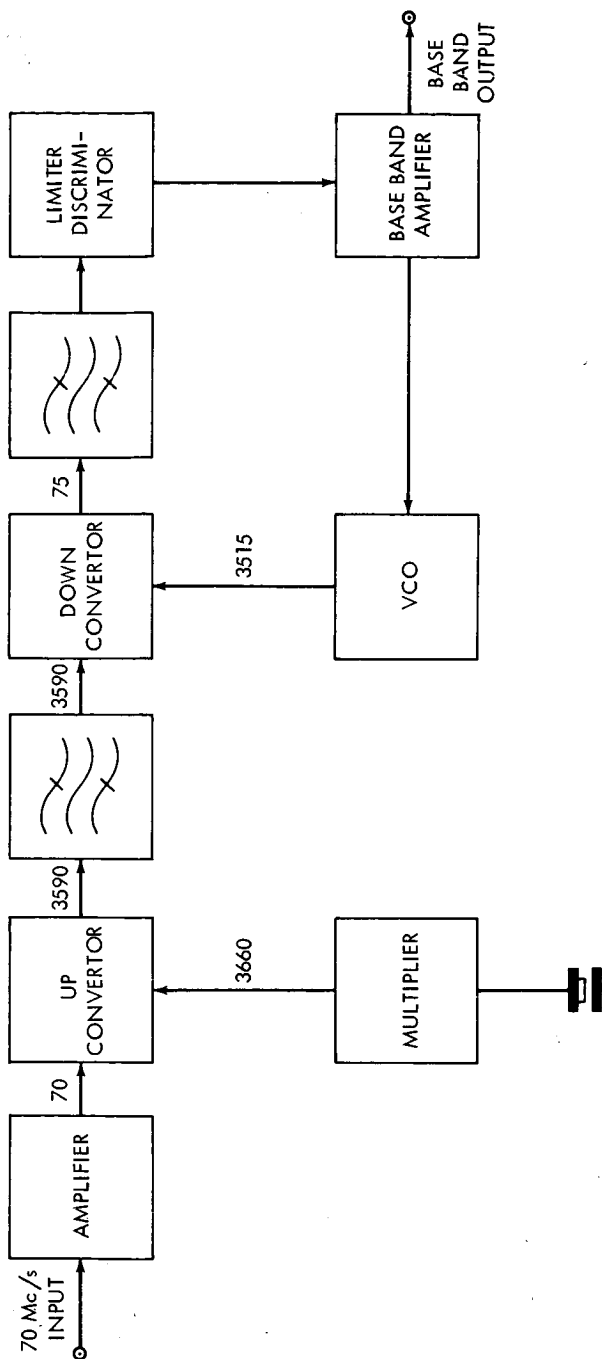 70 Mc/s
INPUT
AMPLIFIER
70
UP
CONVERTOR
3590
3590
DOWN
CONVERTOR
75
LIMITER
DISCRIMI-
NATOR
3660
MULTIPLIER
3515
VCO
BASE BAND
AMPLIFIER
BASE
BAND
OUTPUT